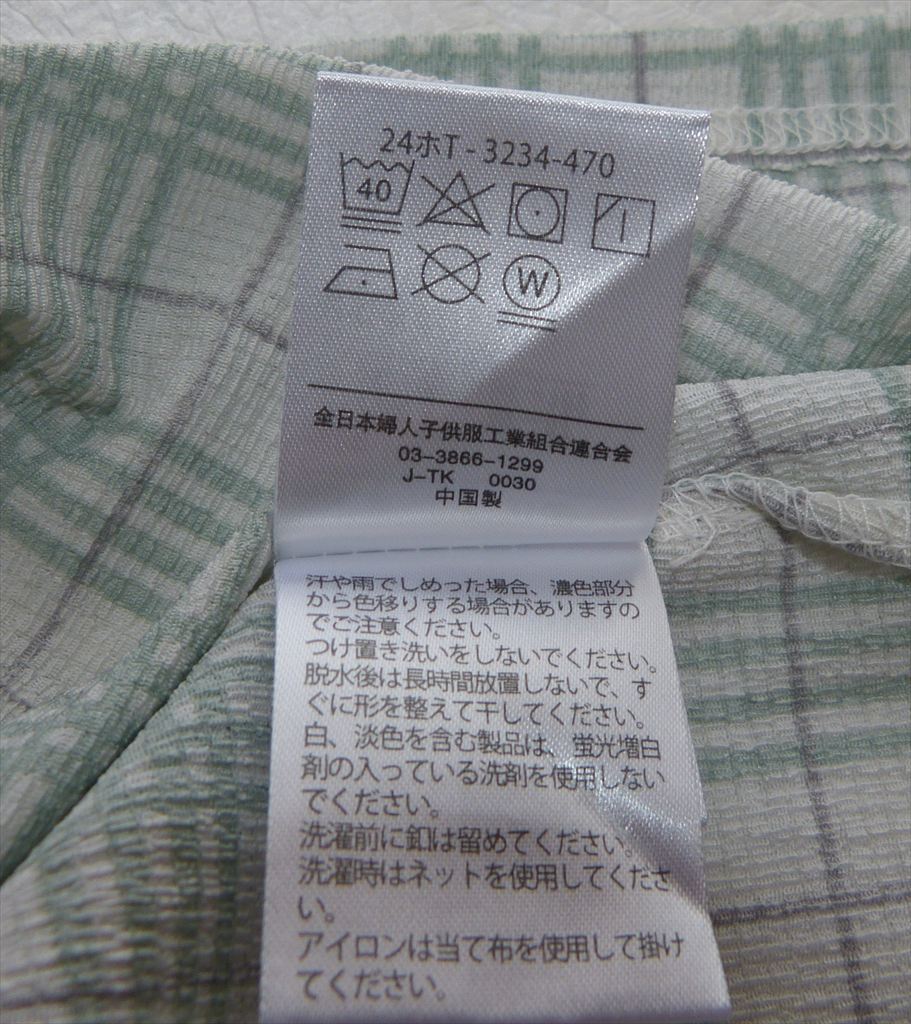 24ホT - 3234-470
40
W
全日本婦人子供服工業組合連合会
03-3866-1299
J-TK 0030
中国製
汗や雨でしめった場合、濃色部分
から色移りする場合がありますの
でご注意ください。
つけ置き洗いをしないでください。
脱水後は長時間放置しないで、す
ぐに形を整えて干してください。
白、淡色を含む製品は、蛍光増白
剤の入っている洗剤を使用しない
でください。
洗濯前に釦は留めてください。
洗濯時はネットを使用してくださ
い。
アイロンは当て布を使用して掛け
てください。